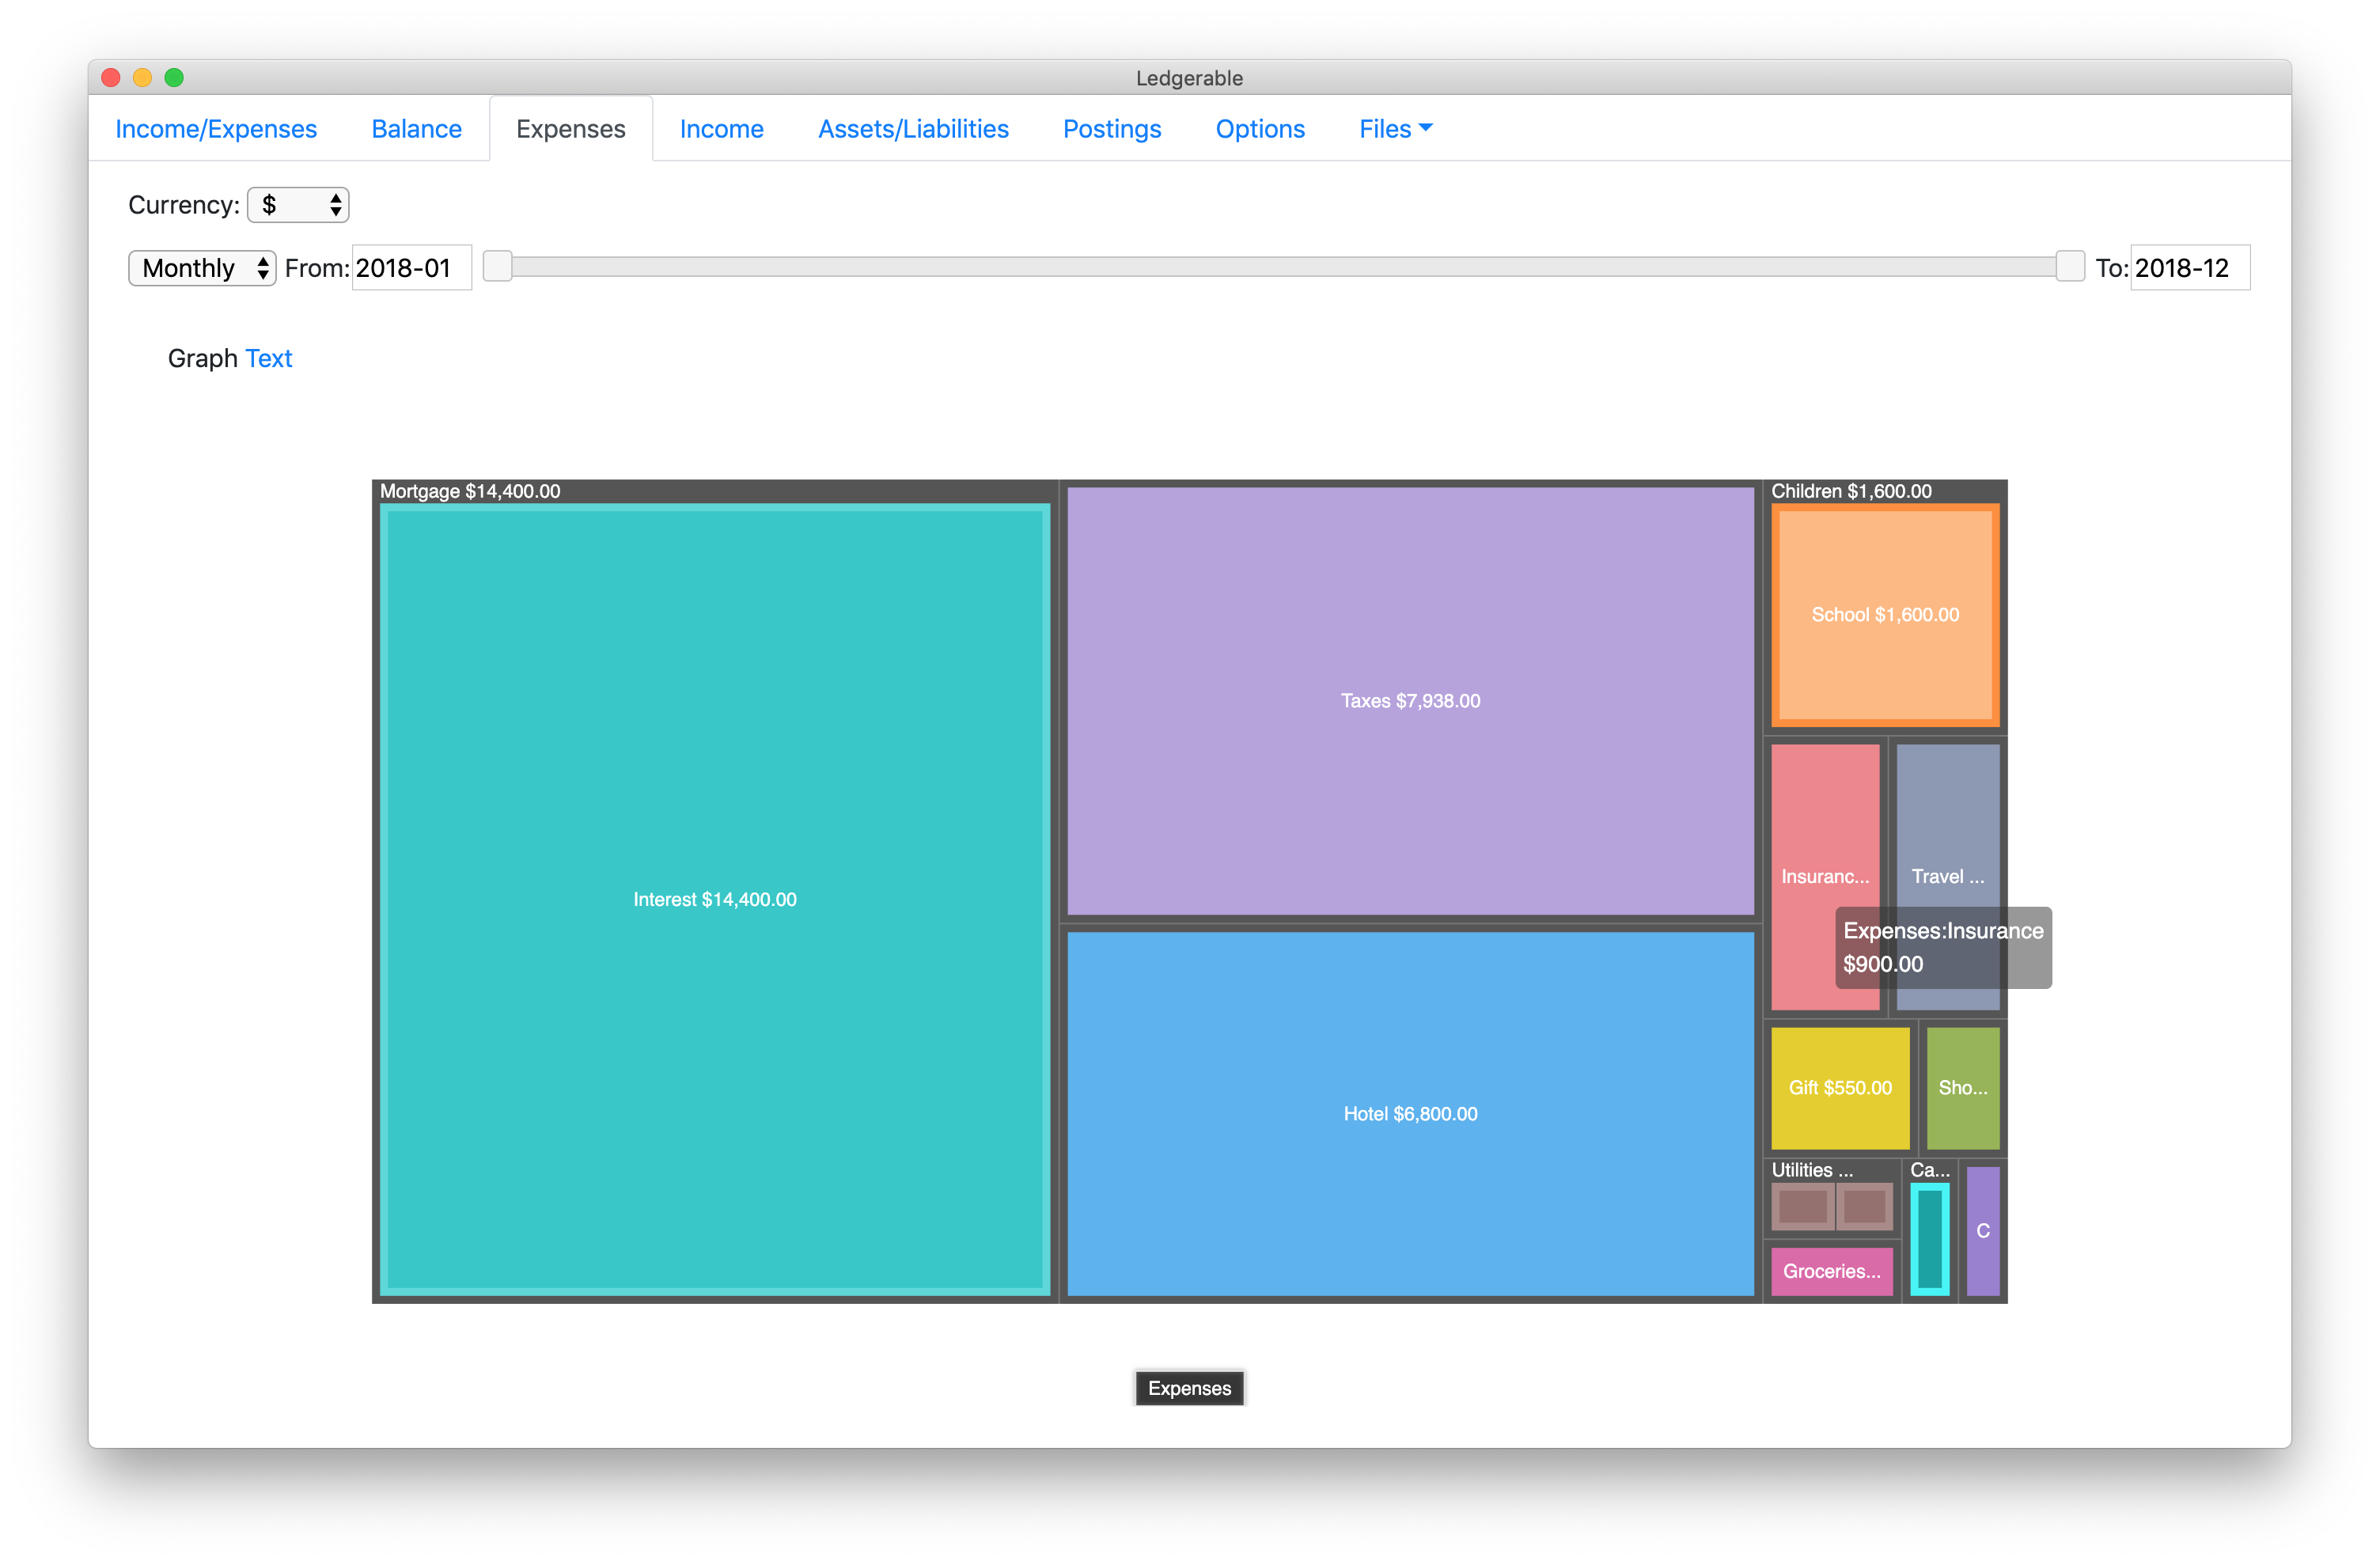 Ledgerable
Income/Expenses Balance Expenses Income Assets/Liabilities Postings Options Files
Currency: $
Monthly From: 2018-01 To: 2018-12
Graph Text
Mortgage $14,400.00
Interest $14,400.00
Taxes $7,938.00
Hotel $6,800.00
Children $1,600.00
School $1,600.00
Insuranc... Travel ...
Expenses:Insurance
$900.00
Gift $550.00 Sho...
Utilities ... Ca...
C
Groceries...
Expenses